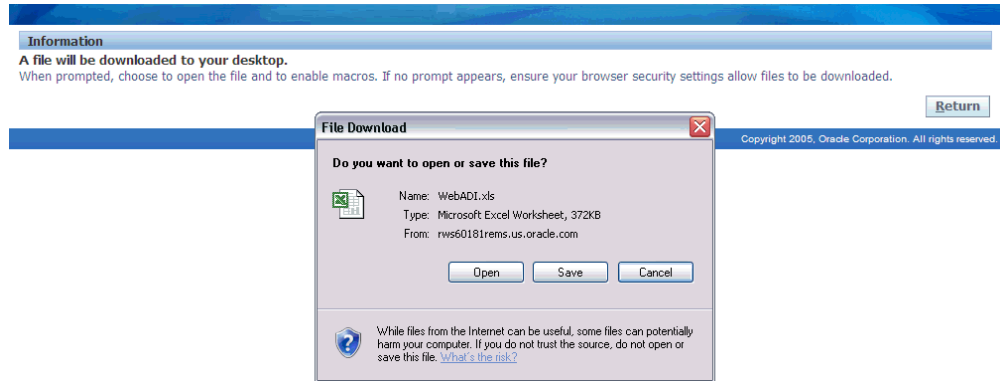 Information
A file will be downloaded to your desktop.
When prompted, choose to open the file and to enable macros. If no prompt appears, ensure your browser security settings allow files to be downloaded.
Return
File Download
Copyright 2005, Oracle Corporation. All rights reserved.
Do you want to open or save this file?
Name: WebADI.xls
Type: Microsoft Excel Worksheet, 372KB
From: rws60181rems.us.oracle.com
Open Save Cancel
While files from the Internet can be useful, some files can potentially
harm your computer. If you do not trust the source, do not open or
save this file. What's the risk?